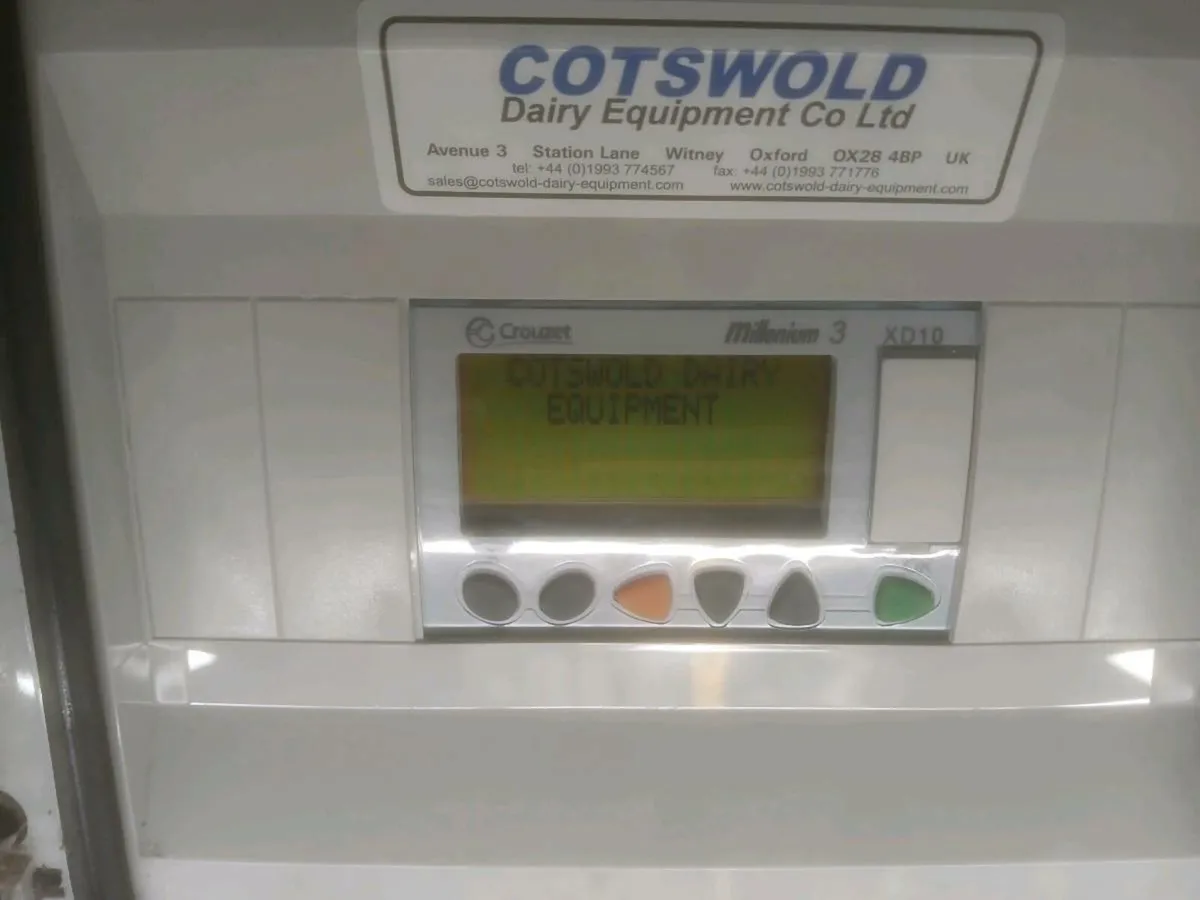 COTSWOLD
Dairy Equipment Co Ltd
Avenue 3 Station Lane Witney Oxford OX28 4BP UK
tel: +44 (0)1993 774567 fax: +44 (0)1993 771776
sales@cotswold-dairy-equipment.com www.cotswold-dairy-equipment.com
Crouzet Millenium 3 XD10
COTSWOLD DAIRY
EQUIPMENT